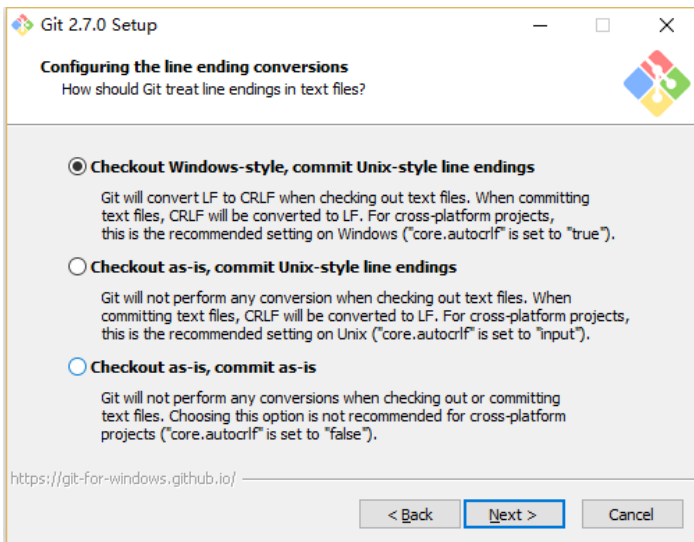 Git 2.7.0 Setup
Configuring the line ending conversions
How should Git treat line endings in text files?
Checkout Windows-style, commit Unix-style line endings
Git will convert LF to CRLF when checking out text files. When committing
text files, CRLF will be converted to LF. For cross-platform projects,
this is the recommended setting on Windows ("core.autocrlf" is set to "true").
Checkout as-is, commit Unix-style line endings
Git will not perform any conversion when checking out text files. When
committing text files, CRLF will be converted to LF. For cross-platform projects,
this is the recommended setting on Unix ("core.autocrlf" is set to "input").
Checkout as-is, commit as-is
Git will not perform any conversions when checking out or committing
text files. Choosing this option is not recommended for cross-platform
projects ("core.autocrlf" is set to "false").
https://git-for-windows.github.io/
< Back Next > Cancel